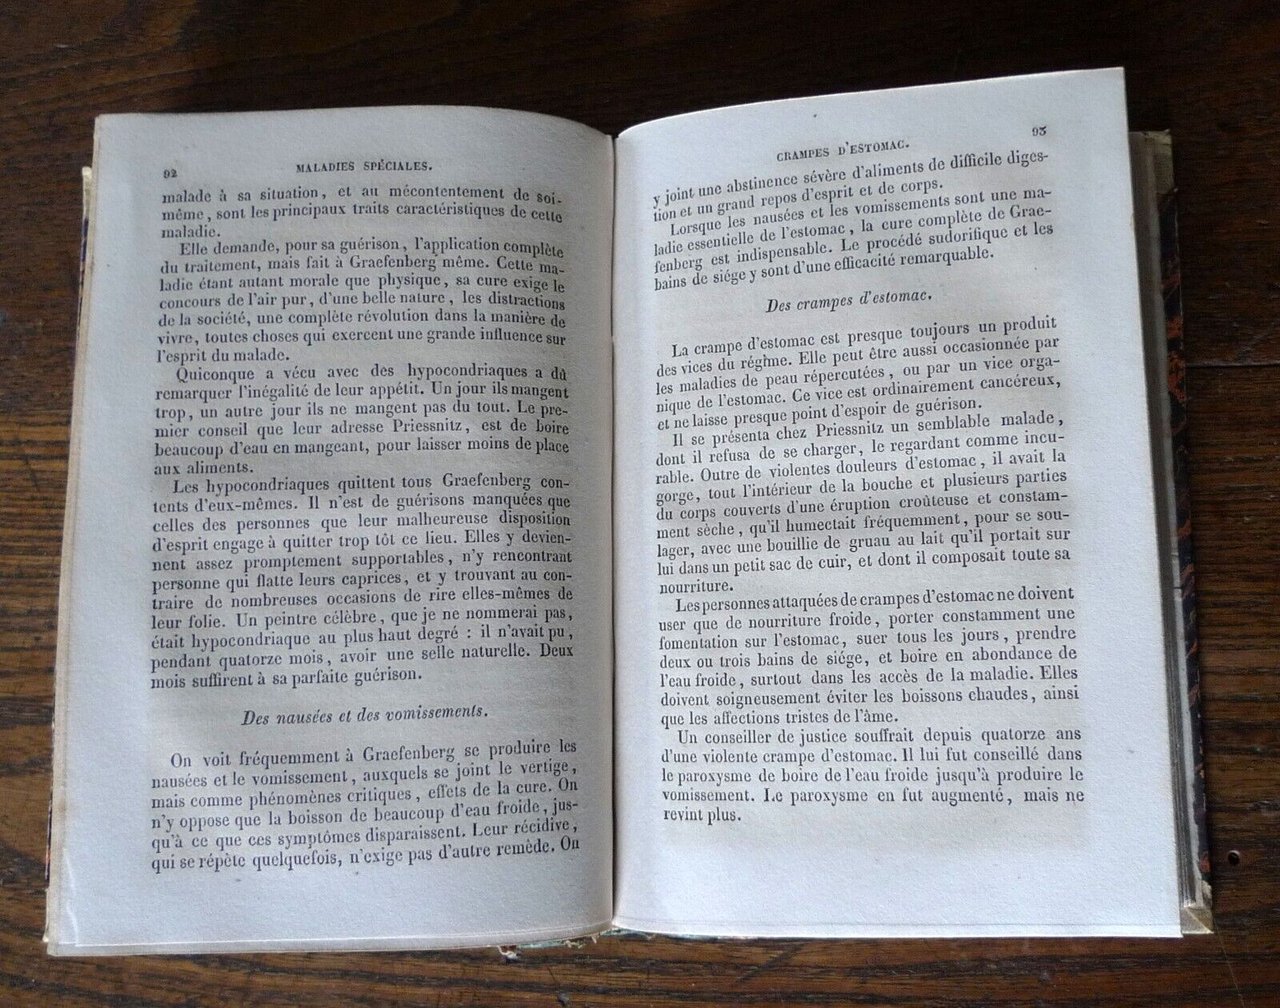 92
MALADIES SPÉCIALES.
malade à sa situation, et au mécontentement de soi-
même, sont les principaux traits caractéristiques de cette
maladie.
Elle demande, pour sa guérison, l'application complète
du traitement, mais fait à Graefenberg même. Cette ma-
ladie étant autant morale que physique, sa cure exige le
concours de l'air pur, d'une belle nature, les distractions
de la société, une complète révolution dans la manière de
vivre, toutes choses qui exercent une grande influence sur
l'esprit du malade.
Quiconque a vécu avec des hypocondriaques a dû
remarquer l'inégalité de leur appétit. Un jour ils mangent
trop, un autre jour ils ne mangent pas du tout. Le pre-
mier conseil que leur adresse Priessnitz, est de boire
beaucoup d'eau en mangeant, pour laisser moins de place
aux aliments.
Les hypocondriaques quittent tous Graefenberg con-
tents d'eux-mêmes. Il n'est de guérisons manquées que
celles des personnes que leur malheureuse disposition
d'esprit engage à quitter trop tôt ce lieu. Elles y devien-
nent assez promptement supportables, n'y rencontrant
personne qui flatte leurs caprices, et y trouvant au con-
traire de nombreuses occasions de rire elles-mêmes de
leur folie. Un peintre célèbre, que je ne nommerai pas,
était hypocondriaque au plus haut degré : il n'avait pu,
pendant quatorze mois, avoir une selle naturelle. Deux
mois suffirent à sa parfaite guérison.
Des nausées et des vomissements.
On voit fréquemment à Graefenberg se produire les
nausées et le vomissement, auxquels se joint le vertige,
mais comme phénomènes critiques, effets de la cure. On
n'y oppose que la boisson de beaucoup d'eau froide, jus-
qu'à ce que ces symptômes disparaissent. Leur récidive,
qui se répète quelquefois, n'exige pas d'autre remède. On
93
CRAMPES D'ESTOMAC.
y joint une abstinence sévère d'aliments de difficile diges-
tion et un grand repos d'esprit et de corps.
Lorsque les nausées et les vomissements sont une ma-
ladie essentielle de l'estomac, la cure complète de Grae-
fenberg est indispensable. Le procédé sudorifique et les
bains de siége y sont d'une efficacité remarquable.
Des crampes d'estomac.
La crampe d'estomac est presque toujours un produit
des vices du régime. Elle peut être aussi occasionnée par
les maladies de peau répercutées, ou par un vice orga-
nique de l'estomac. Ce vice est ordinairement cancéreux,
et ne laisse presque point d'espoir de guérison.
Il se présenta chez Priessnitz un semblable malade,
dont il refusa de se charger, le regardant comme incu-
rable. Outre de violentes douleurs d'estomac, il avait la
gorge, tout l'intérieur de la bouche et plusieurs parties
du corps couverts d'une éruption croûteuse et constam-
ment sèche, qu'il humectait fréquemment, pour se sou-
lager, avec une bouillie de gruau au lait qu'il portait sur
lui dans un petit sac de cuir, et dont il composait toute sa
nourriture.
Les personnes attaquées de crampes d'estomac ne doivent
user que de nourriture froide, porter constamment une
fomentation sur l'estomac, suer tous les jours, prendre
deux ou trois bains de siége, et boire en abondance de
l'eau froide, surtout dans les accès de la maladie. Elles
doivent soigneusement éviter les boissons chaudes, ainsi
que les affections tristes de l'âme.
Un conseiller de justice souffrait depuis quatorze ans
d'une violente crampe d'estomac. Il lui fut conseillé dans
le paroxysme de boire de l'eau froide jusqu'à produire le
vomissement. Le paroxysme en fut augmenté, mais ne
revint plus.